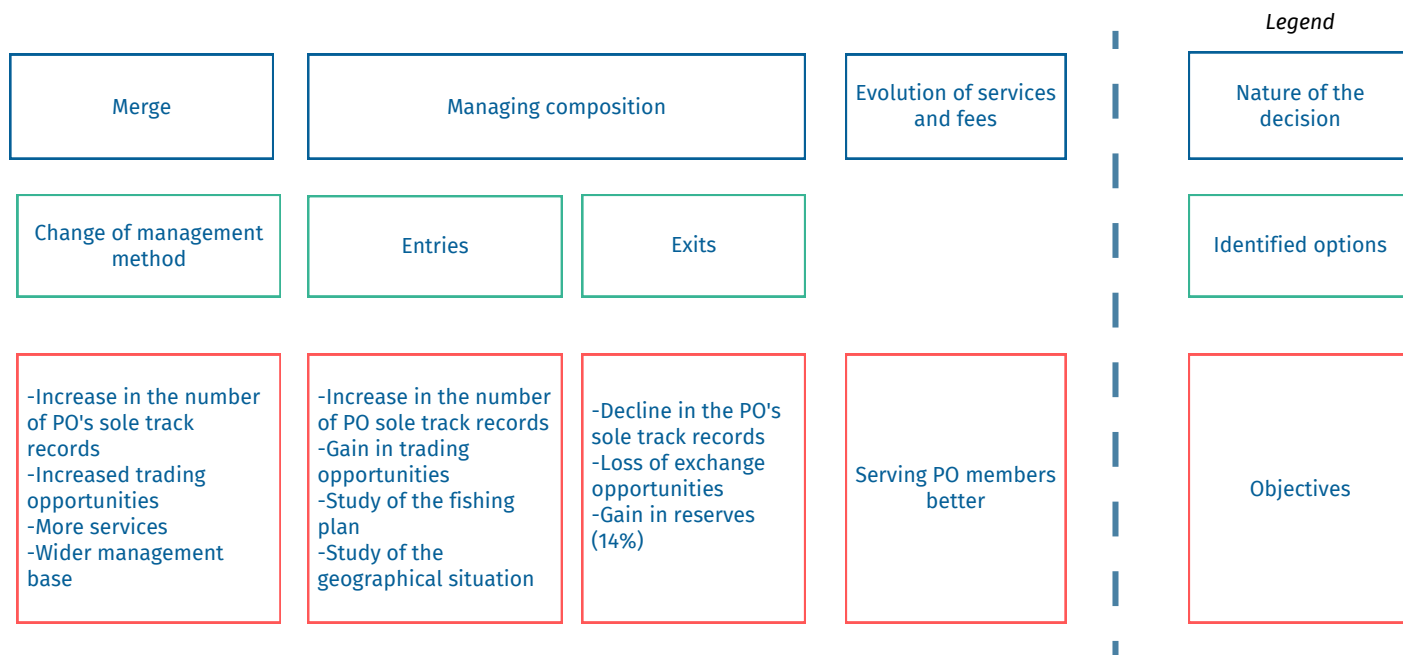 Legend
Merge
Managing composition
Evolution of services
and fees
Nature of the
decision
Change of management
method
Entries
Exits
Identified options
-Increase in the number
of PO's sole track
records
-Increased trading
opportunities
-More services
-Wider management
base
-Increase in the number
of PO sole track records
-Gain in trading
opportunities
-Study of the fishing
plan
-Study of the
geographical situation
-Decline in the PO's
sole track records
-Loss of exchange
opportunities
-Gain in reserves
(14%)
Serving PO members
better
Objectives